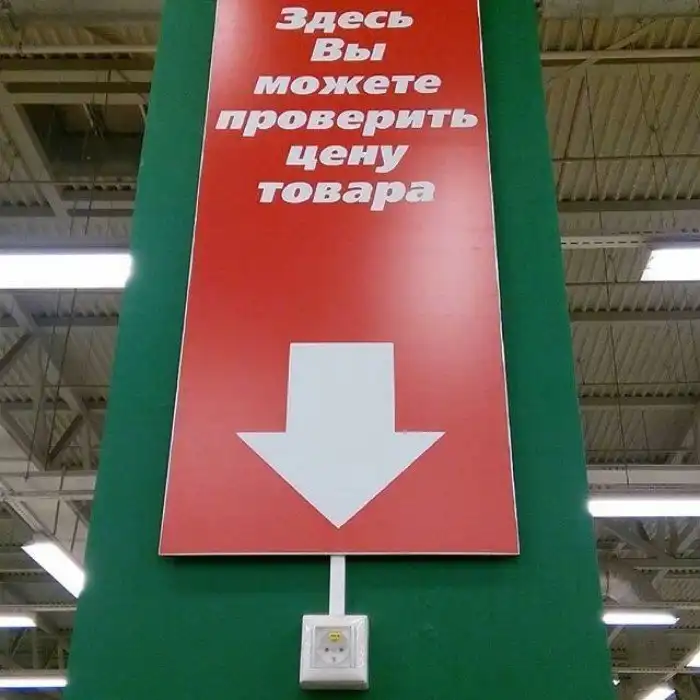 Здесь
Вы
можете
проверить
цену
товара